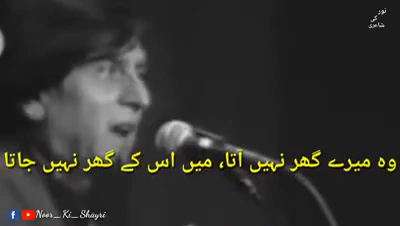 نور
کی
شاعری
وہ میرے گھر نہیں آتا، میں اس کے گھر نہیں جاتا
Noor_Ki_Shayri